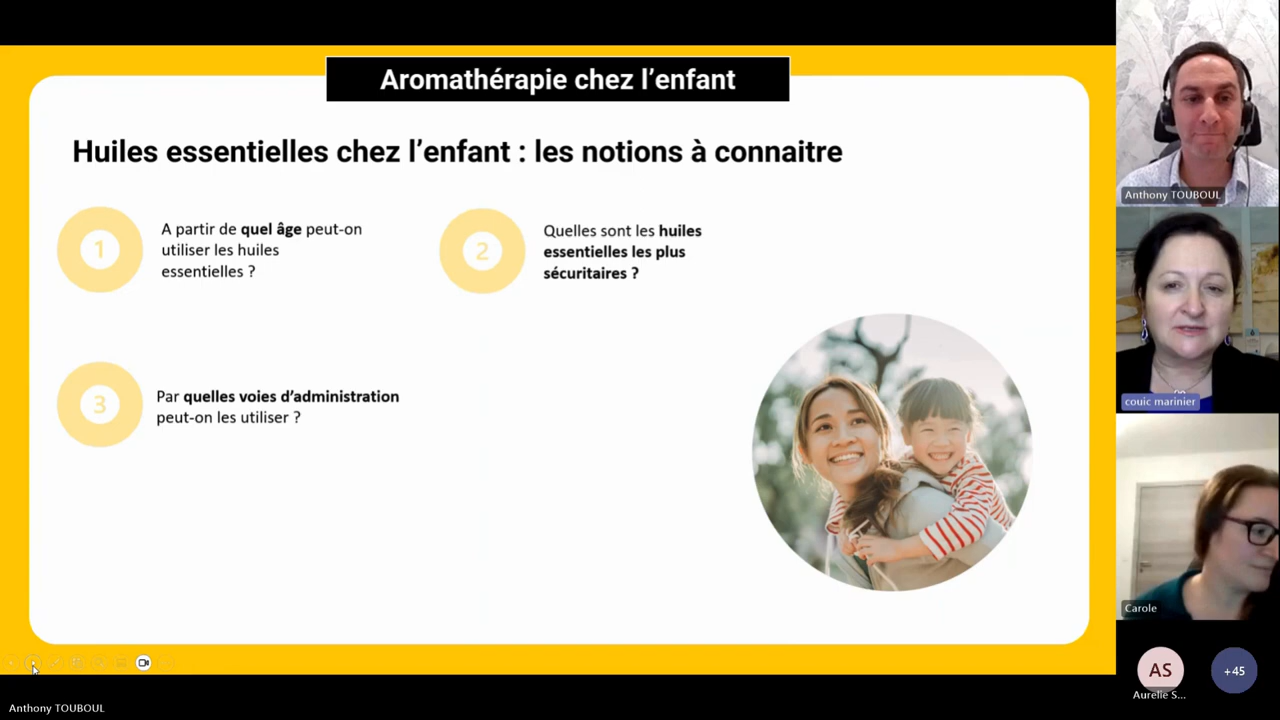 Aromathérapie chez l’enfant
Huiles essentielles chez l’enfant : les notions à connaitre
1
A partir de quel âge peut-on
utiliser les huiles
essentielles ?
2
Quelles sont les huiles
essentielles les plus
sécuritaires ?
3
Par quelles voies d’administration
peut-on les utiliser ?
Anthony TOUBOUL
couic marinier
Carole
AS
Aurelie S...
+45
Anthony TOUBOUL